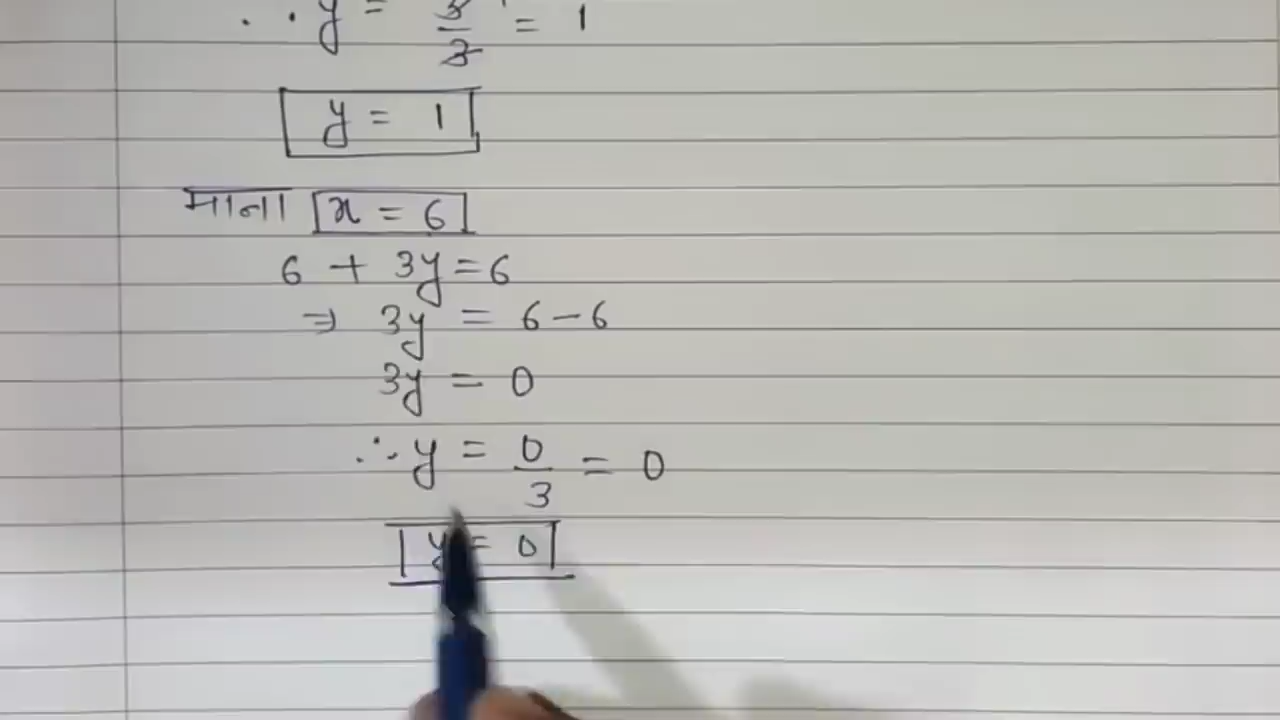 ∴ y = 3/3 = 1
y = 1
माना x = 6
6 + 3y = 6
⇒ 3y = 6 - 6
3y = 0
∴ y = 0/3 = 0
y = 0